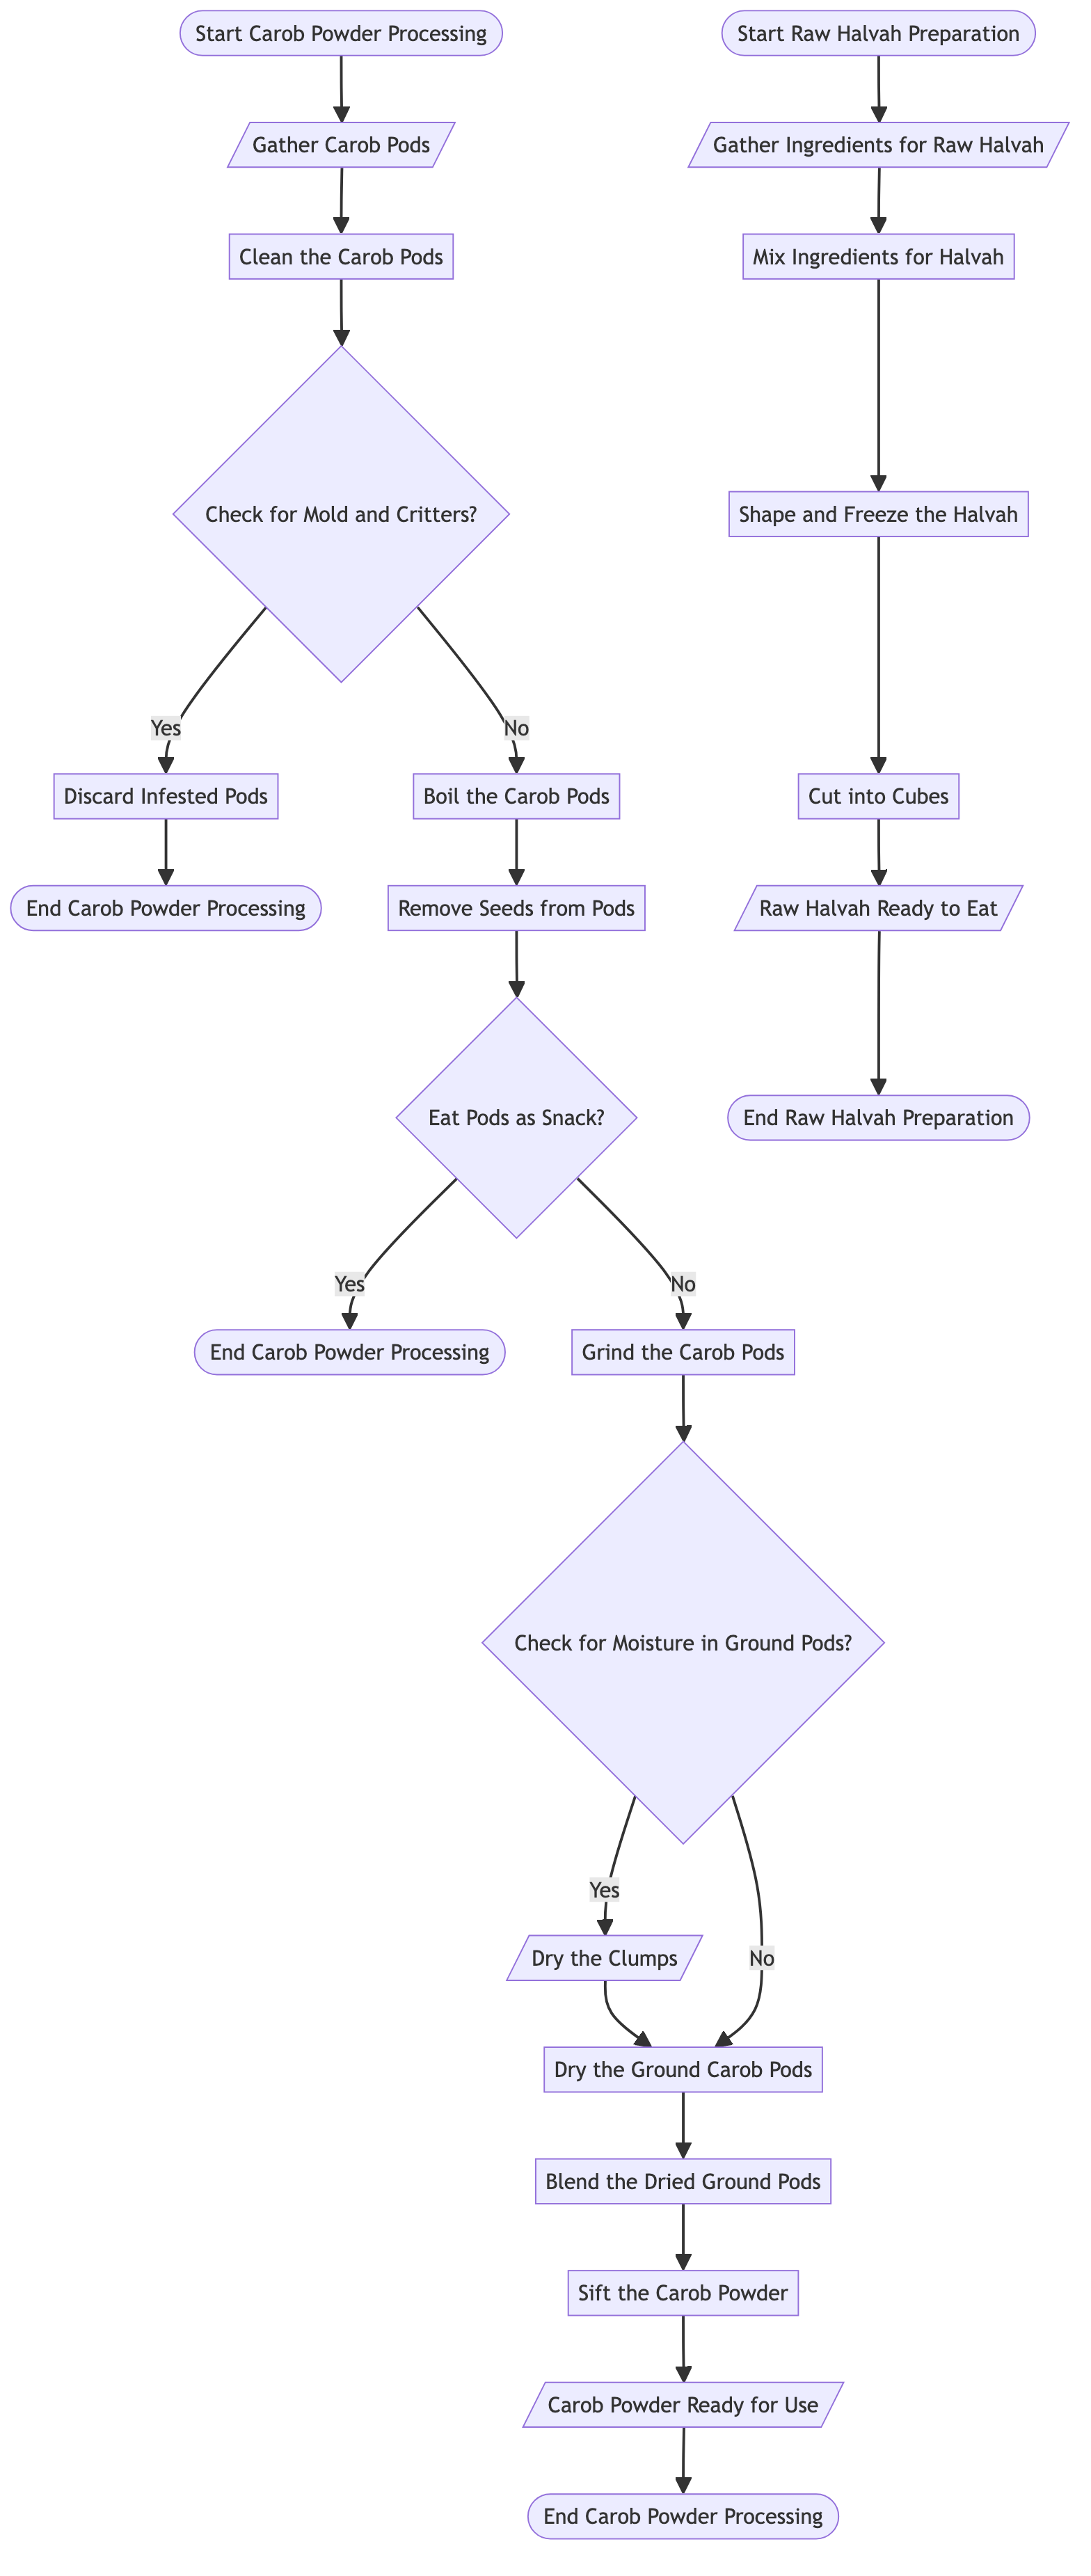 Start Carob Powder Processing
Gather Carob Pods
Clean the Carob Pods
Check for Mold and Critters?
Yes
No
Discard Infested Pods
Boil the Carob Pods
End Carob Powder Processing
Remove Seeds from Pods
Eat Pods as Snack?
Yes
No
End Carob Powder Processing
Grind the Carob Pods
Check for Moisture in Ground Pods?
Yes
No
Dry the Clumps
Dry the Ground Carob Pods
Blend the Dried Ground Pods
Sift the Carob Powder
Carob Powder Ready for Use
End Carob Powder Processing
Start Raw Halvah Preparation
Gather Ingredients for Raw Halvah
Mix Ingredients for Halvah
Shape and Freeze the Halvah
Cut into Cubes
Raw Halvah Ready to Eat
End Raw Halvah Preparation